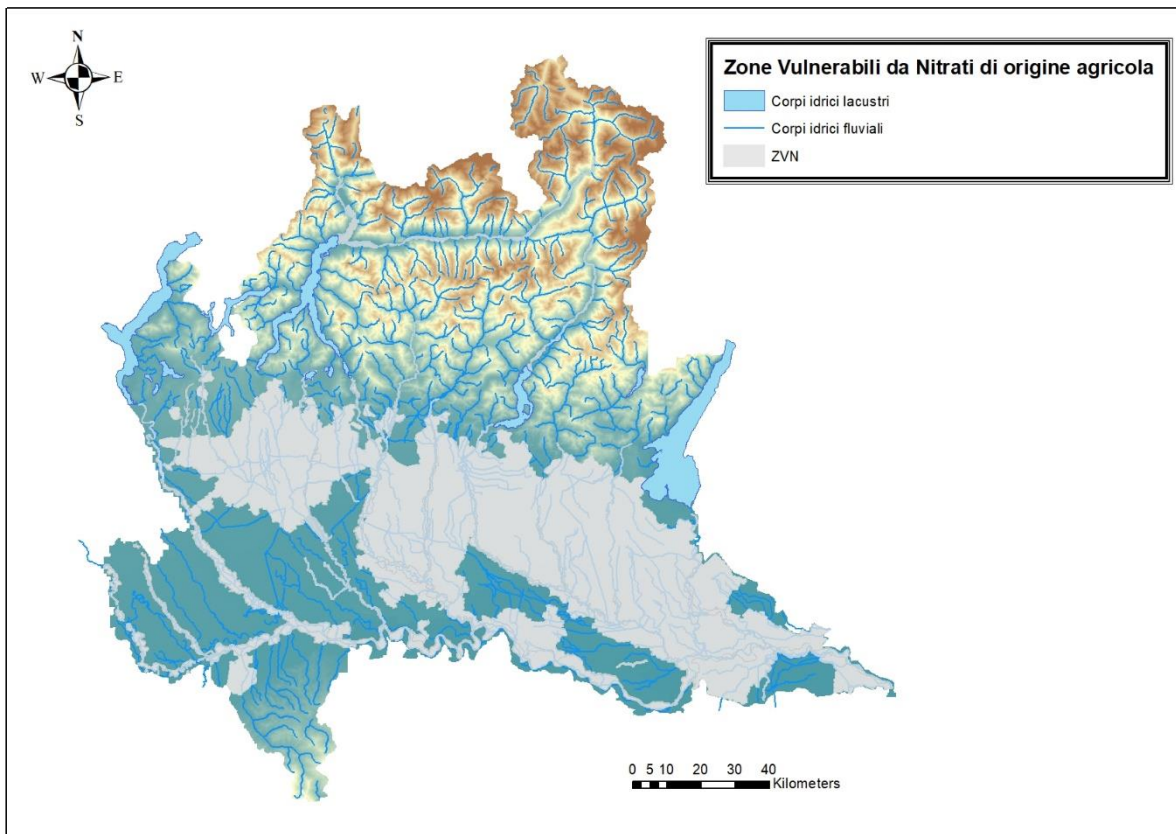 N
W E
S
Zone Vulnerabili da Nitrati di origine agricola
Corpi idrici lacustri
Corpi idrici fluviali
ZVN
0 5 10 20 30 40
Kilometers